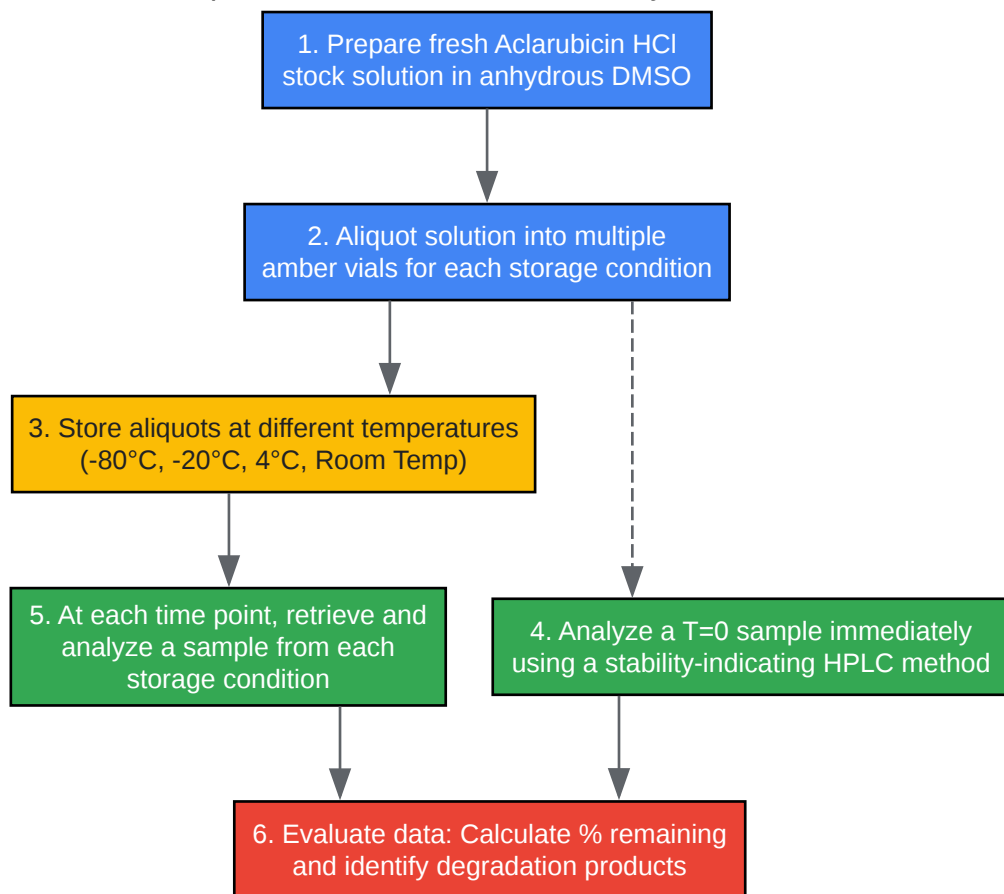 1. Prepare fresh Aclarubicin HCl
stock solution in anhydrous DMSO
2. Aliquot solution into multiple
amber vials for each storage condition
3. Store aliquots at different temperatures
(-80°C, -20°C, 4°C, Room Temp)
5. At each time point, retrieve and
analyze a sample from each
storage condition
4. Analyze a T=0 sample immediately
using a stability-indicating HPLC method
6. Evaluate data: Calculate % remaining
and identify degradation products